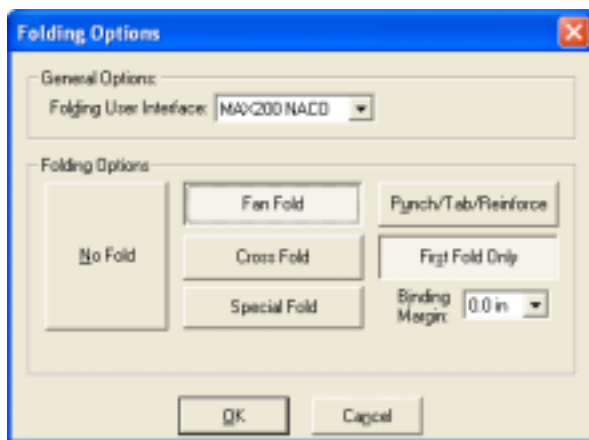 Folding Options
General Options:
Folding User Interface: MAX200 NACO
Folding Options
No Fold
Fan Fold
Punch/Tab/Reinforce
Cross Fold
First Fold Only
Special Fold
Binding Margin: 0.0 in
OK
Cancel